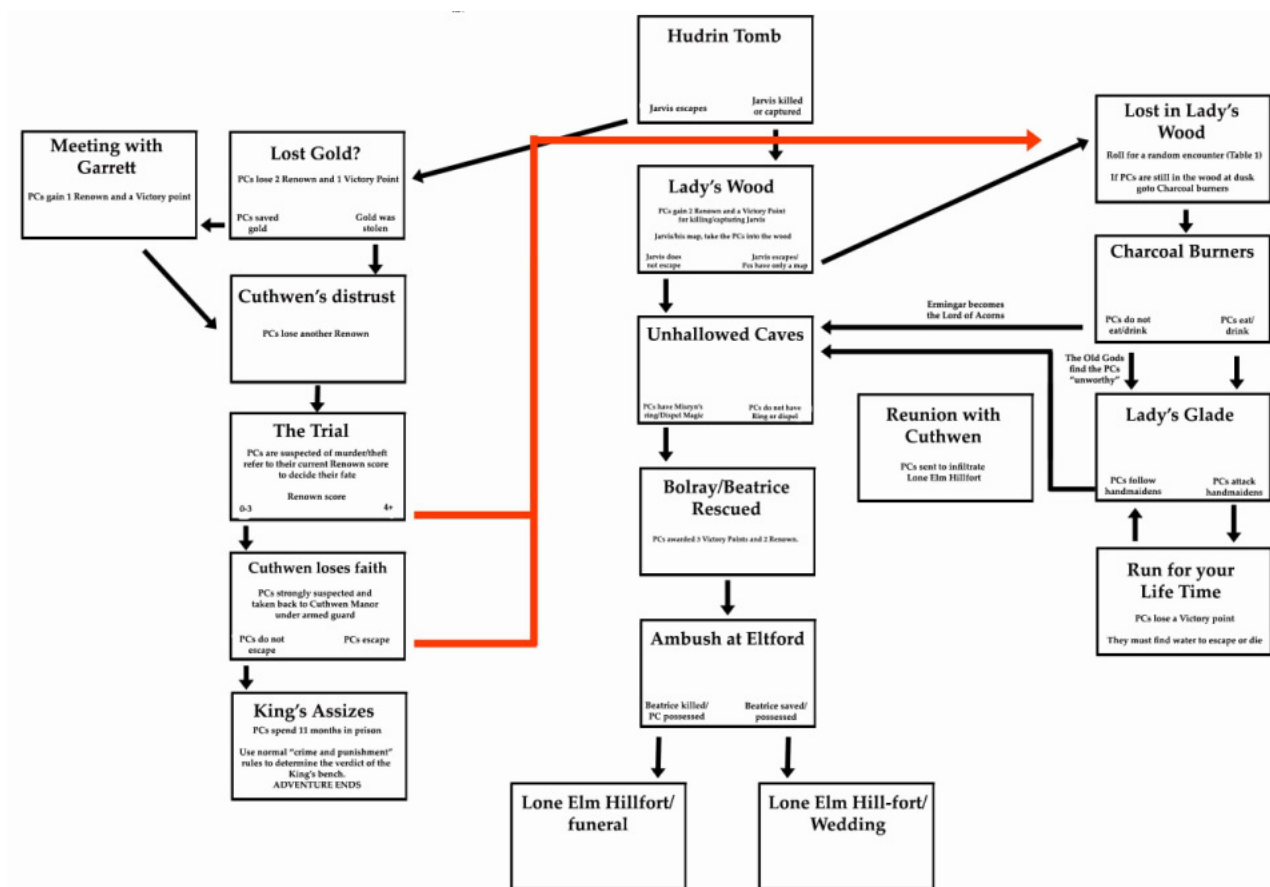 Hudrin Tomb
Jarvis escapes
Jarvis killed
or captured
Meeting with
Garrett
PCs gain 1 Renown and a Victory point
Lost Gold?
PCs lose 2 Renown and 1 Victory Point
PCs saved
gold
Gold was
stolen
Cuthwen's distrust
PCs lose another Renown
The Trial
PCs are suspected of murder/theft
refer to their current Renown score
to decide their fate
Renown score
0-3
4+
Cuthwen loses faith
PCs strongly suspected and
taken back to Cuthwen Manor
under armed guard
PCs do not
escape
PCs escape
King's Assizes
PCs spend 11 months in prison
Use normal "crime and punishment"
rules to determine the verdict of the
King's bench.
ADVENTURE ENDS
Lady's Wood
PCs gain 2 Renown and a Victory Point
for killing/capturing Jarvis
Jarvis/his map, take the PCs into the wood
Jarvis does
not escape
Jarvis escapes/
Pcs have only a map
Unhallowed Caves
PCs have Misryn's
ring/Dispel Magic
PCs do not have
Ring or dispel
Bolray/Beatrice
Rescued
PCs awarded 3 Victory Points and 2 Renown.
Ambush at Eltford
Beatrice killed/
PC possessed
Beatrice saved/
possessed
Lone Elm Hillfort/
funeral
Lone Elm Hill-fort/
Wedding
Lost in Lady's
Wood
Roll for a random encounter (Table 1)
If PCs are still in the wood at dusk
goto Charcoal burners
Charcoal Burners
PCs do not
eat/drink
PCs eat/
drink
Ermingar becomes
the Lord of Acorns
The Old Gods
find the PCs
"unworthy"
Reunion with
Cuthwen
PCs sent to infiltrate
Lone Elm Hillfort
Lady's Glade
PCs follow
handmaidens
PCs attack
handmaidens
Run for your
Life Time
PCs lose a Victory point
They must find water to escape or die